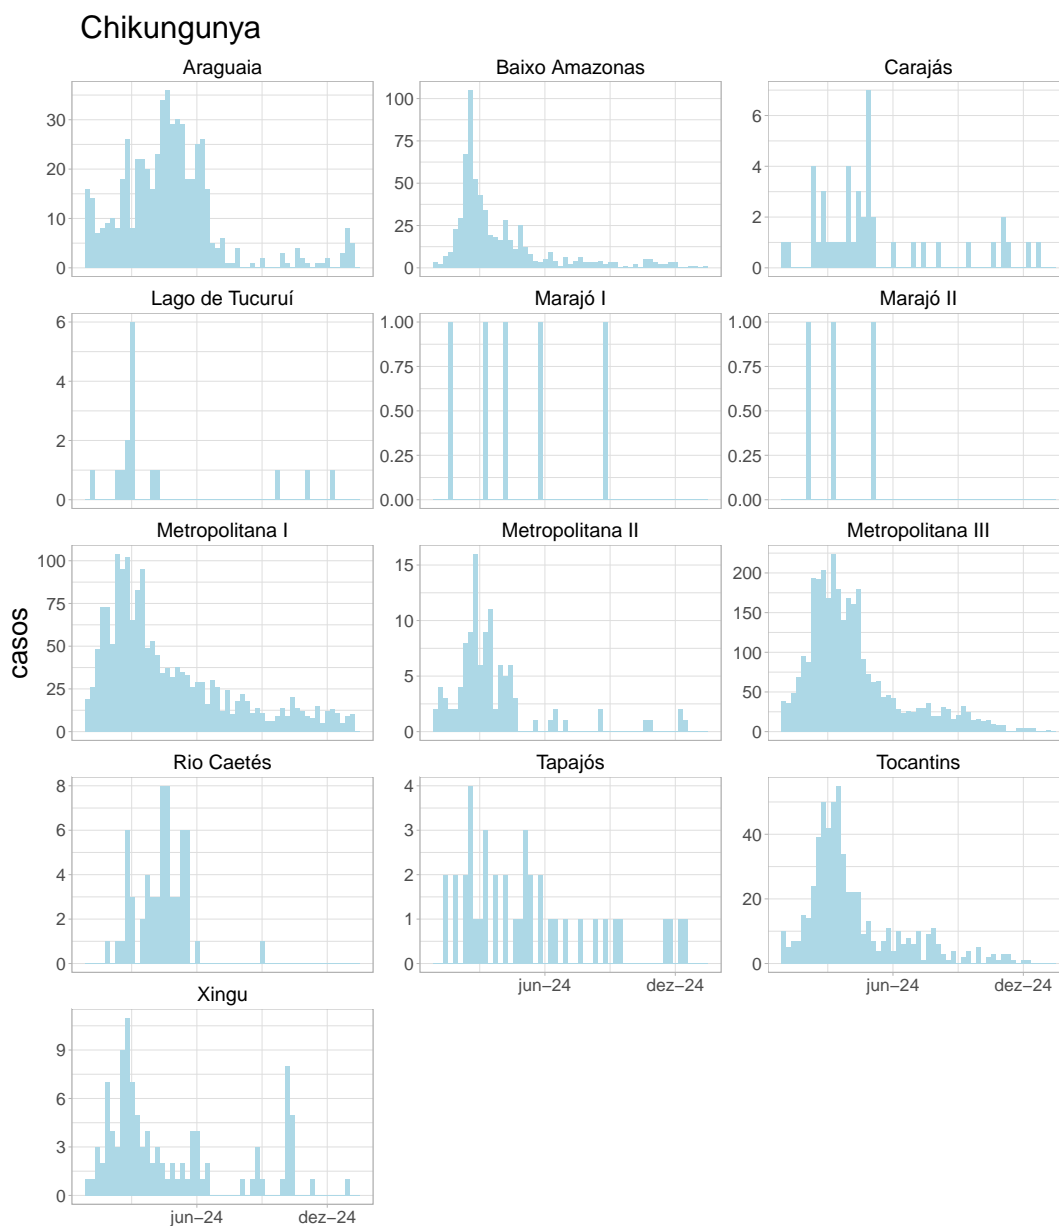 Chikungunya
Araguaia
Baixo Amazonas
Carajás
30
20
10
0
100
75
50
25
0
6
4
2
0
Lago de Tucuruí
Marajó I
Marajó II
6
4
2
0
1.00
0.75
0.50
0.25
0.00
1.00
0.75
0.50
0.25
0.00
Metropolitana I
Metropolitana II
Metropolitana III
100
75
50
25
0
15
10
5
0
200
150
100
50
0
casos
Rio Caetés
Tapajós
Tocantins
8
6
4
2
0
4
3
2
1
0
40
20
0
jun−24
dez−24
jun−24
dez−24
Xingu
9
6
3
0
jun−24
dez−24